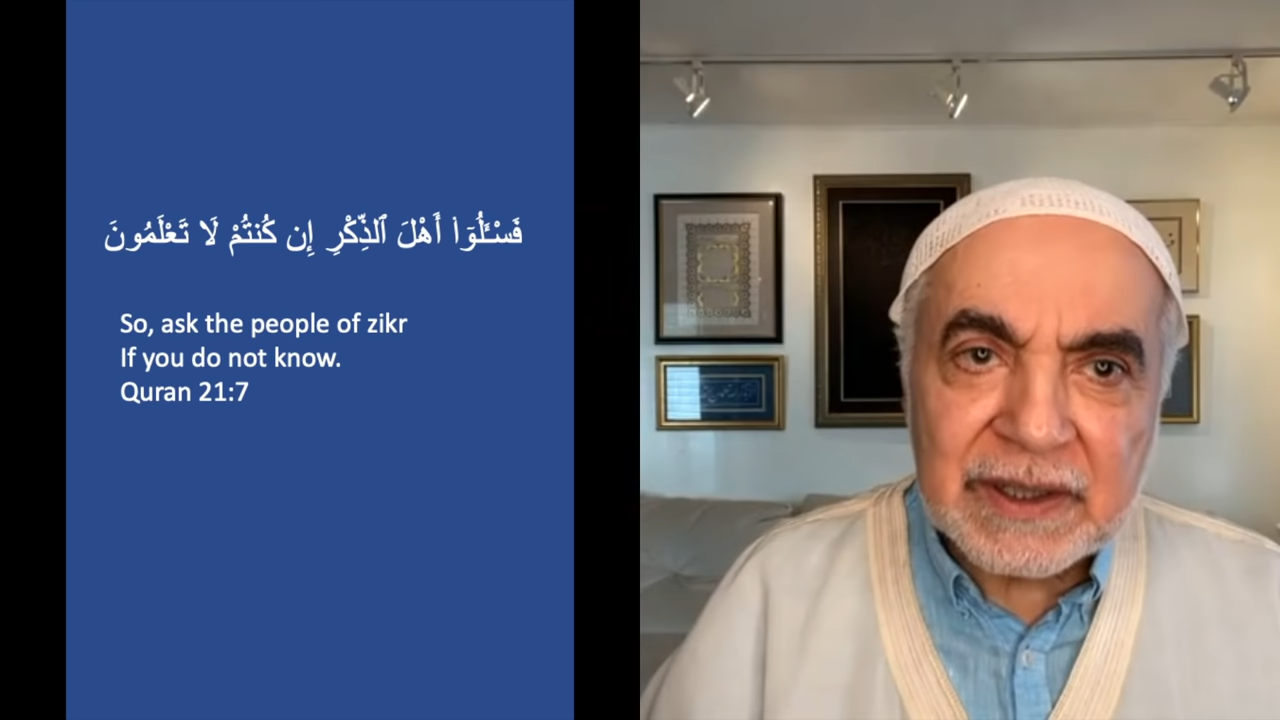 فَسْـَٔلُوٓا۟ أَهْلَ ٱلذِّكْرِ إِن كُنتُمْ لَا تَعْلَمُونَ
So, ask the people of zikr
If you do not know.
Quran 21:7